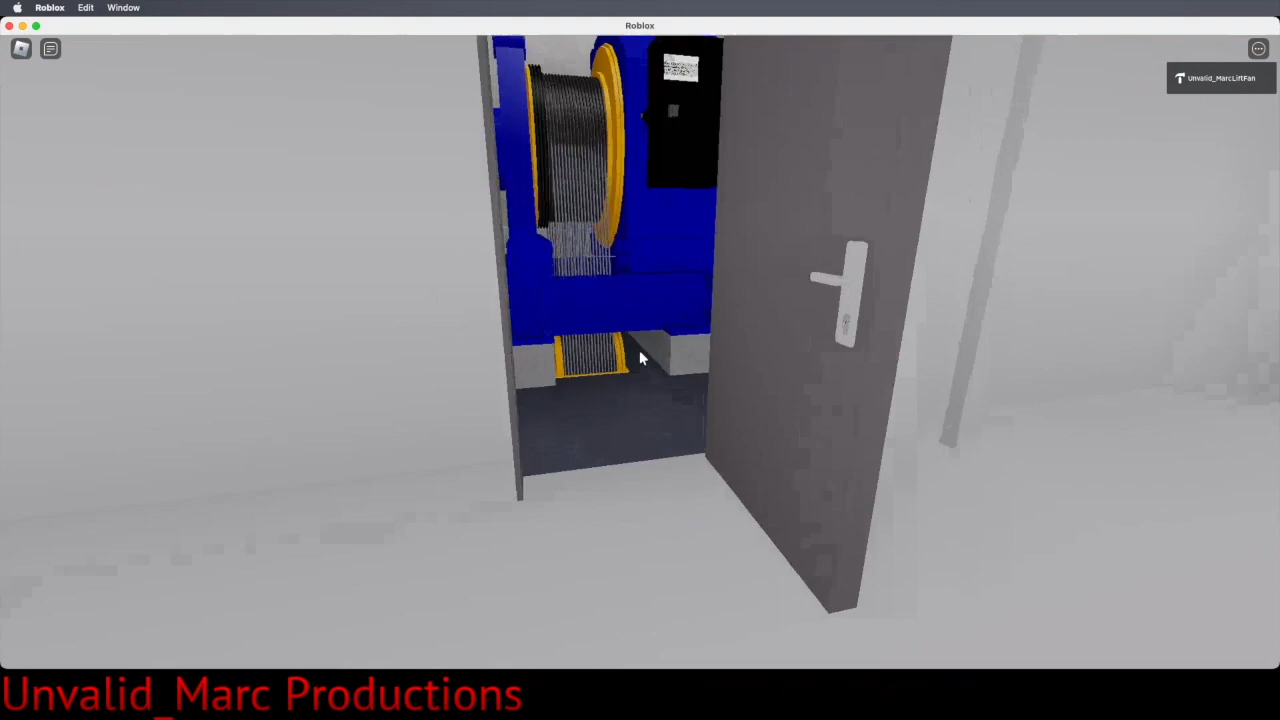 Roblox Edit Window
Roblox
Unvalid_MarcLiftFan
Unvalid_Marc Productions